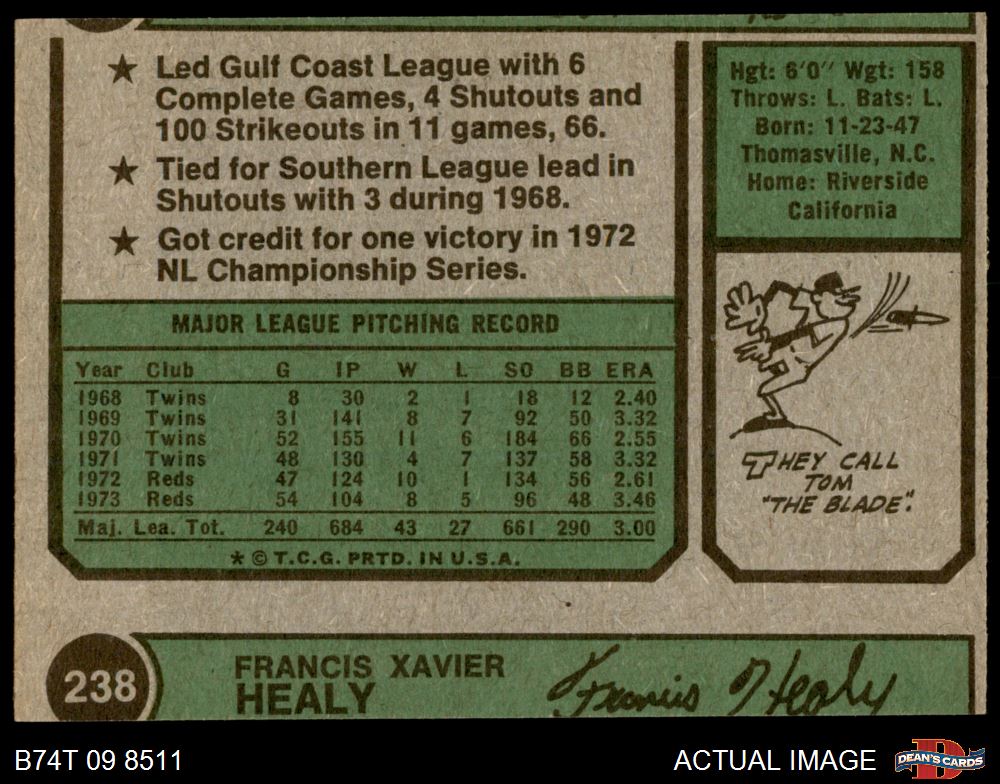 ★ Led Gulf Coast League with 6
Complete Games, 4 Shutouts and
100 Strikeouts in 11 games, 66.
★ Tied for Southern League lead in
Shutouts with 3 during 1968.
★ Got credit for one victory in 1972
NL Championship Series.
MAJOR LEAGUE PITCHING RECORD
Year Club G IP W L SO BB ERA
1968 Twins 8 30 2 1 18 12 2.40
1969 Twins 31 141 8 7 92 50 3.32
1970 Twins 52 155 11 6 184 66 2.55
1971 Twins 48 130 4 7 137 58 3.32
1972 Reds 47 124 10 1 134 56 2.61
1973 Reds 54 104 8 5 96 48 3.46
Maj. Lea. Tot. 240 684 43 27 661 290 3.00
* © T.C.G. PRTD. IN U.S.A.
Hgt: 6'0" Wgt: 158
Throws: L. Bats: L.
Born: 11-23-47
Thomasville, N.C.
Home: Riverside
California
THEY CALL
TOM
"THE BLADE".
238
FRANCIS XAVIER
HEALY
Francis Healy
B74T 09 8511
ACTUAL IMAGE
DEAN'S CARDS